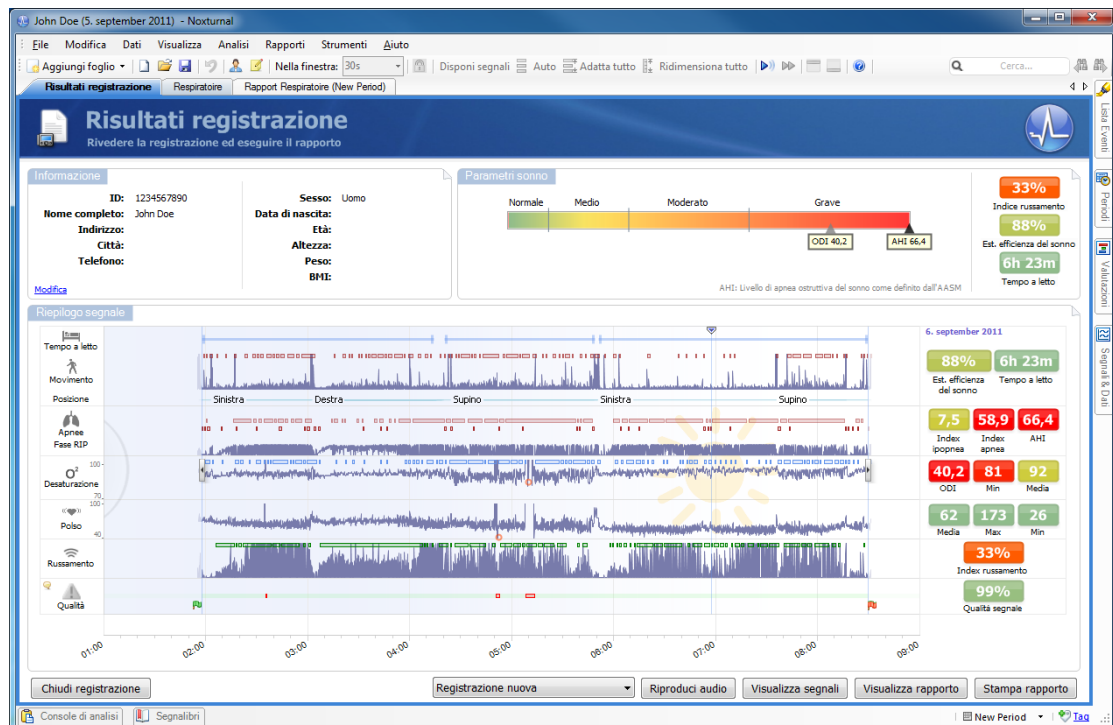 John Doe (5. september 2011) - Noxturnal
File Modifica Dati Visualizza Analisi Rapporti Strumenti Aiuto
Aggiungi foglio Nella finestra: 30s Disponi segnali Auto Adatta tutto Ridimensiona tutto Cerca...
Risultati registrazione Respiratoire Rapport Respiratoire (New Period)
Risultati registrazione
Rivedere la registrazione ed eseguire il rapporto
Lista Eventi
Periodi
Valutazioni
Segnali & Dati
Informazione
ID: 1234567890 Sesso: Uomo
Nome completo: John Doe Data di nascita:
Indirizzo: Età:
Città: Altezza:
Telefono: Peso:
BMI:
Modifica
Parametri sonno
Normale Medio Moderato Grave
ODI 40,2 AHI 66,4
AHI: Livello di apnea ostruttiva del sonno come definito dall'AASM
33%
Indice russamento
88%
Est. efficienza del sonno
6h 23m
Tempo a letto
Riepilogo segnale
6. september 2011
Tempo a letto
Movimento
88% 6h 23m
Est. efficienza del sonno Tempo a letto
Posizione Sinistra Destra Supino Sinistra Supino
Apnee
Fase RIP
7,5 58,9 66,4
Index ipopnea Index apnea AHI
O2
Desaturazione
100
70
40,2 81 92
ODI Min Media
Polso
100
40
62 173 26
Media Max Min
Russamento
33%
Index russamento
Qualità
99%
Qualità segnale
01:00 02:00 03:00 04:00 05:00 06:00 07:00 08:00 09:00
Chiudi registrazione Registrazione nuova Riproduci audio Visualizza segnali Visualizza rapporto Stampa rapporto
Console di analisi Segnalibri New Period Tag